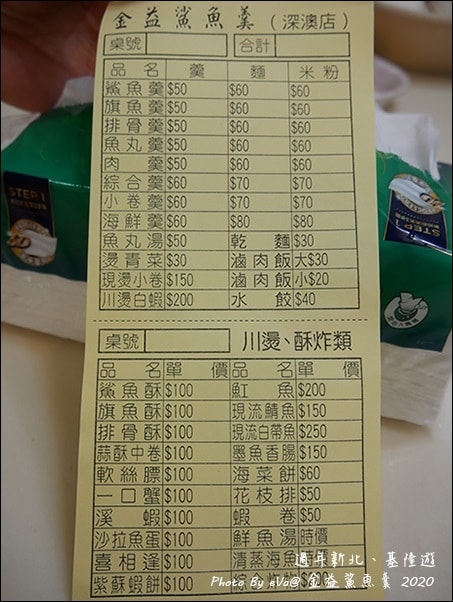 金益鯊魚羹（深澳店）
桌號 合計
品名 羹 麵 米粉
鯊魚羹 $50 $60 $60
旗魚羹 $50 $60 $60
排骨羹 $50 $60 $60
魚丸羹 $50 $60 $60
肉羹 $50 $60 $60
綜合羹 $60 $70 $70
小卷羹 $60 $70 $70
海鮮羹 $60 $80 $80
魚丸湯 $50 乾麵 $30
燙青菜 $30 滷肉飯 大$30
現燙小卷 $150 滷肉飯 小$20
川燙白蝦 $200 水餃 $40
桌號 川燙、酥炸類
品名 單價 品名 單價
鯊魚酥 $100 魟魚 $200
旗魚酥 $100 現流鯖魚 $150
排骨酥 $100 現流白帶魚 $250
蒜酥中卷 $100 墨魚香腸 $150
軟絲膘 $100 海菜餅 $60
一口蟹 $100 花枝排 $50
溪蝦 $100 蝦卷 $50
沙拉魚蛋 $100 鮮魚湯 時價
喜相逢 $100 清蒸海魚
紫蘇蝦餅 $100
STEP 1
STEP 1
過年新北、基隆遊
Photo By eVa@ 金益鯊魚羹 2020